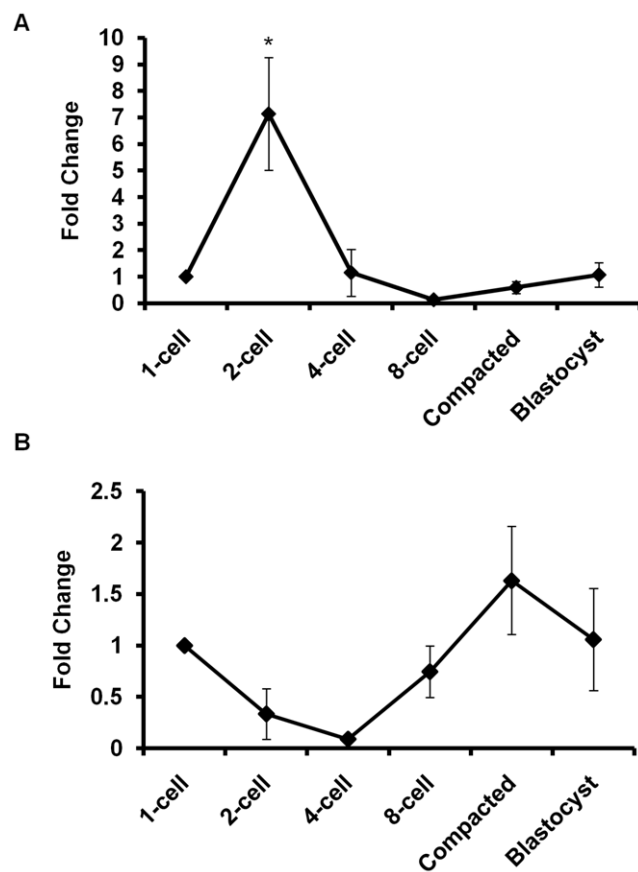 A
10
9
8
7
6
5
4
3
2
1
0
Fold Change
*
1-cell
2-cell
4-cell
8-cell
Compacted
Blastocyst
B
2.5
2
1.5
1
0.5
0
Fold Change
1-cell
2-cell
4-cell
8-cell
Compacted
Blastocyst